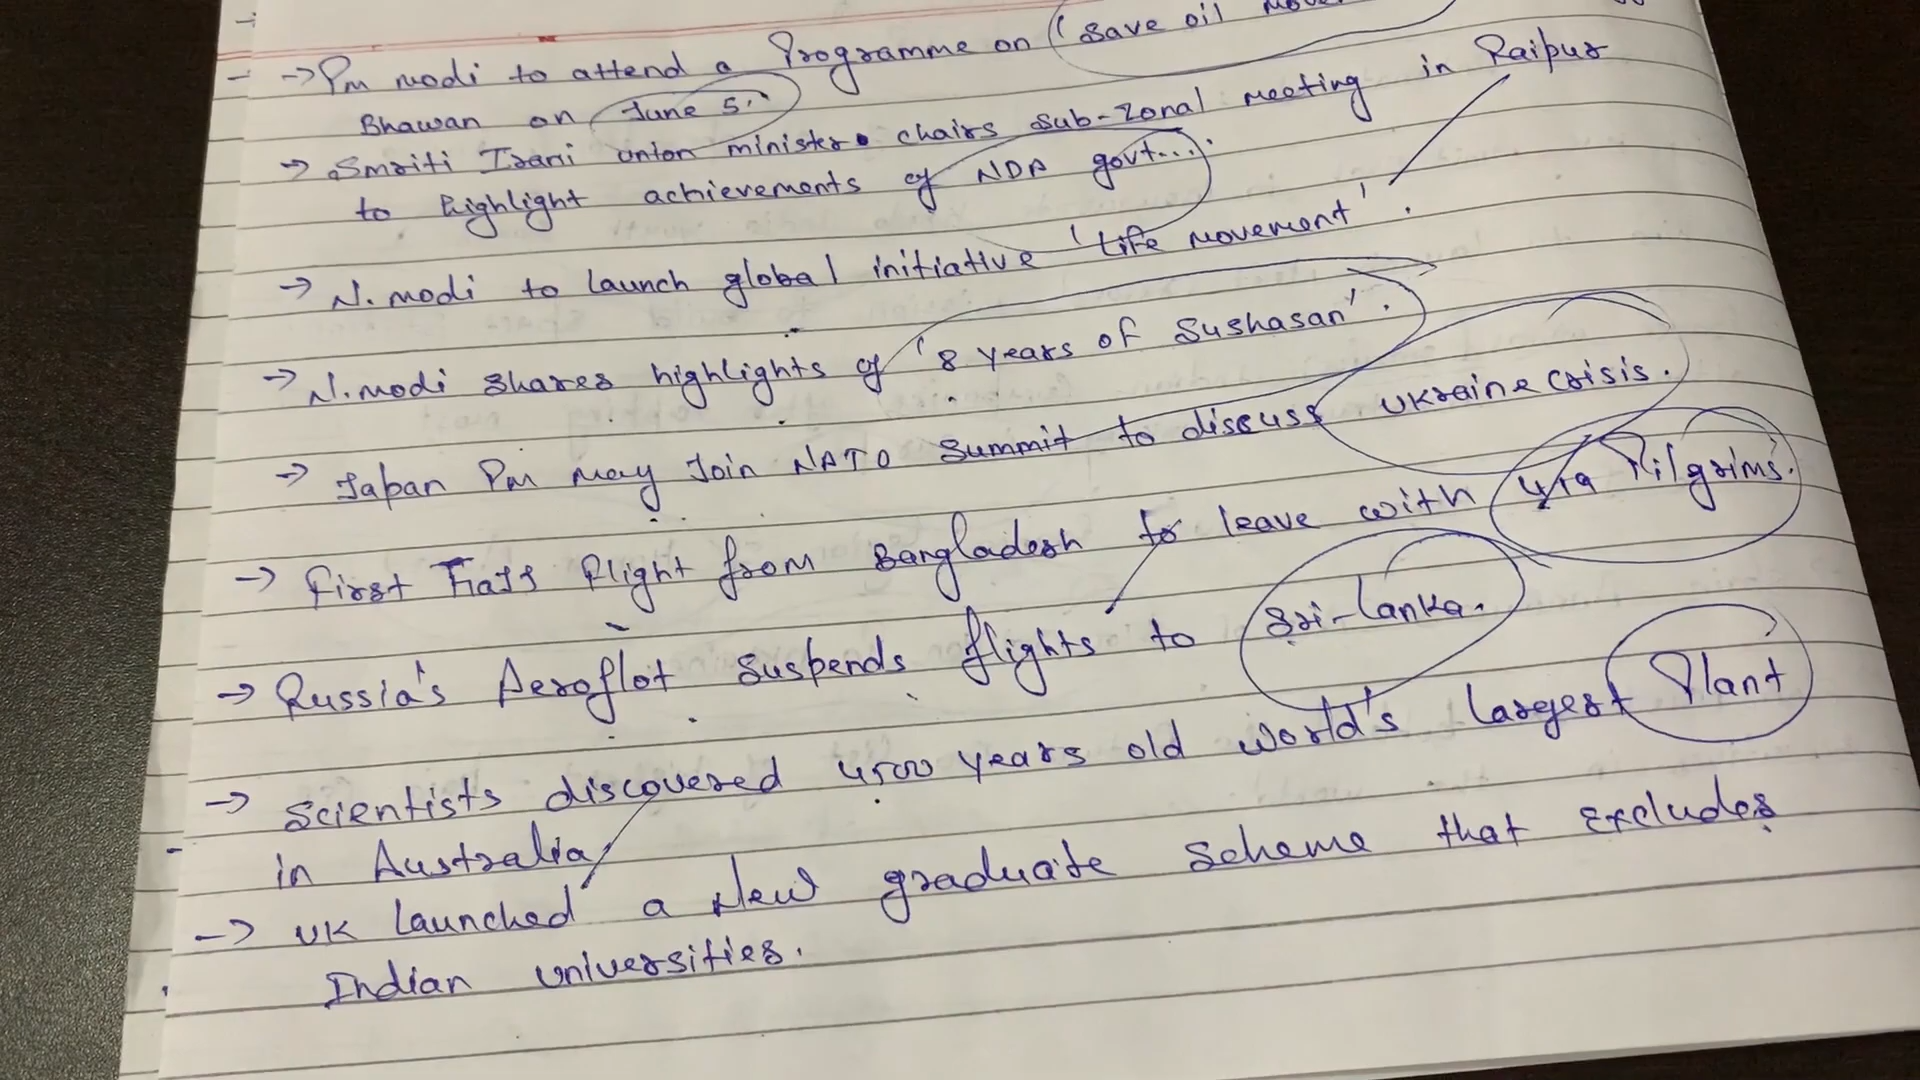 → Pm modi to attend a Programme on 'save oil
Bhawan on June 5.
→ Smriti Irani union minister chairs sub-zonal meeting in Raipur
to highlight achievements of NDA govt....
→ N. modi to launch global initiative 'Life movement'.
→ N. modi shares highlights of '8 years of Sushasan'.
→ Japan Pm may Join NATO Summit to discuss Ukraine crisis.
→ First Flight from Bangladesh to leave with 419 Pilgrims.
→ Russia's Aeroflot suspends flights to Sri-Lanka.
→ Scientists discovered 4500 years old world's largest Plant
in Australia
→ UK Launched a New graduate Scheme that Excludes
Indian universities.